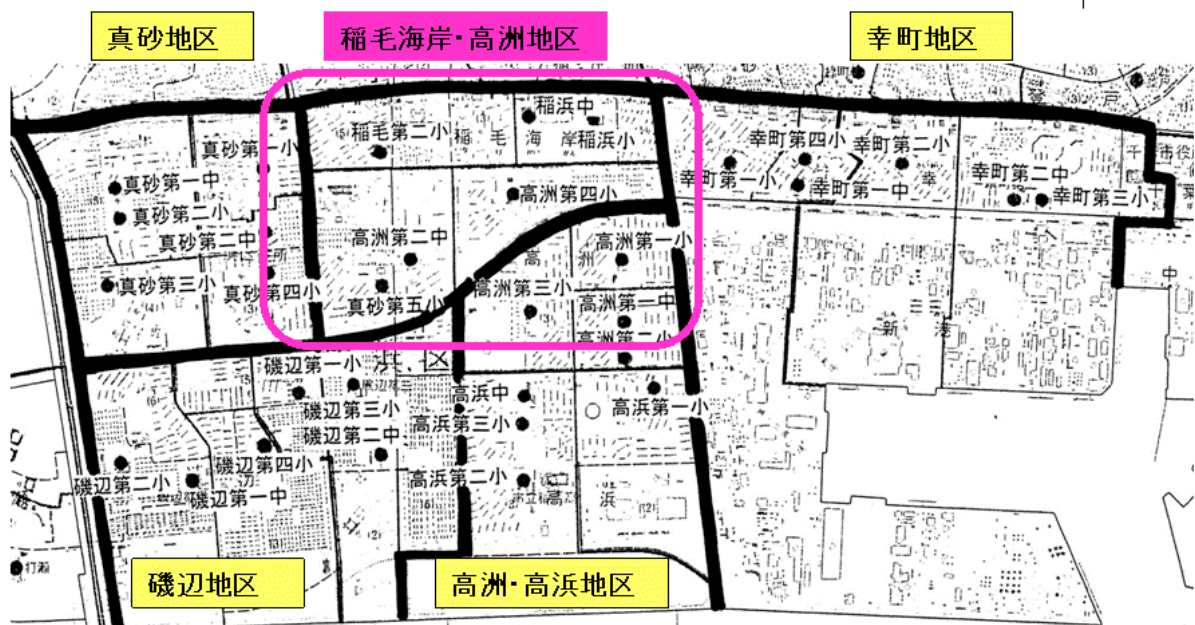 真砂地区
稲毛海岸・高洲地区
幸町地区
稲浜中
稲毛第二小
稲毛海岸
稲浜小
真砂第一小
幸町第四小
幸町第二小
真砂第一中
高洲第四小
幸町第一小
幸町第一中
幸町第二中
幸町第三小
真砂第二小
真砂第二中
高洲第二中
高洲第一小
高洲
真砂第三小
真砂第四小
真砂第五小
高洲第三小
高洲第一中
新港
高洲第二小
中
区
磯辺第一小
磯辺第三小
高浜中
高浜第一小
磯辺第二中
高浜第三小
磯辺第四小
磯辺第二小
磯辺第一中
高浜第二小
高浜
打瀬
磯辺地区
高洲・高浜地区